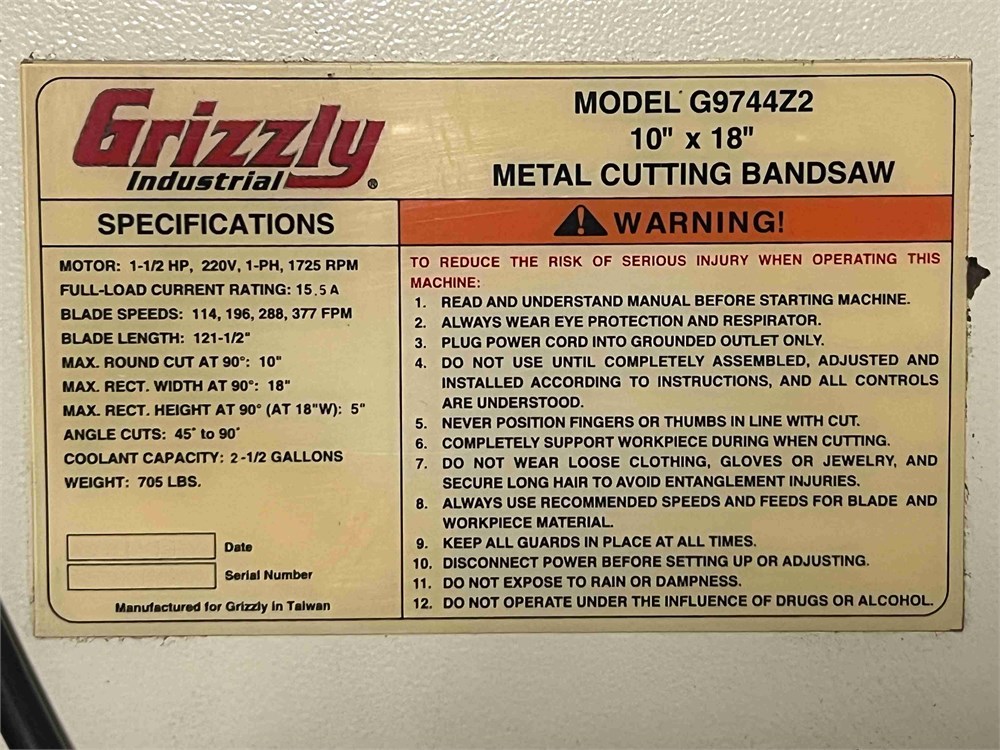 Grizzly
Industrial®
MODEL G9744Z2
10" x 18"
METAL CUTTING BANDSAW
SPECIFICATIONS
MOTOR: 1-1/2 HP, 220V, 1-PH, 1725 RPM
FULL-LOAD CURRENT RATING: 15.5 A
BLADE SPEEDS: 114, 196, 288, 377 FPM
BLADE LENGTH: 121-1/2"
MAX. ROUND CUT AT 90°: 10"
MAX. RECT. WIDTH AT 90°: 18"
MAX. RECT. HEIGHT AT 90° (AT 18"W): 5"
ANGLE CUTS: 45° to 90°
COOLANT CAPACITY: 2-1/2 GALLONS
WEIGHT: 705 LBS.
Date
Serial Number
Manufactured for Grizzly in Taiwan
WARNING!
TO REDUCE THE RISK OF SERIOUS INJURY WHEN OPERATING THIS
MACHINE:
1. READ AND UNDERSTAND MANUAL BEFORE STARTING MACHINE.
2. ALWAYS WEAR EYE PROTECTION AND RESPIRATOR.
3. PLUG POWER CORD INTO GROUNDED OUTLET ONLY.
4. DO NOT USE UNTIL COMPLETELY ASSEMBLED, ADJUSTED AND
INSTALLED ACCORDING TO INSTRUCTIONS, AND ALL CONTROLS
ARE UNDERSTOOD.
5. NEVER POSITION FINGERS OR THUMBS IN LINE WITH CUT.
6. COMPLETELY SUPPORT WORKPIECE DURING WHEN CUTTING.
7. DO NOT WEAR LOOSE CLOTHING, GLOVES OR JEWELRY, AND
SECURE LONG HAIR TO AVOID ENTANGLEMENT INJURIES.
8. ALWAYS USE RECOMMENDED SPEEDS AND FEEDS FOR BLADE AND
WORKPIECE MATERIAL.
9. KEEP ALL GUARDS IN PLACE AT ALL TIMES.
10. DISCONNECT POWER BEFORE SETTING UP OR ADJUSTING.
11. DO NOT EXPOSE TO RAIN OR DAMPNESS.
12. DO NOT OPERATE UNDER THE INFLUENCE OF DRUGS OR ALCOHOL.